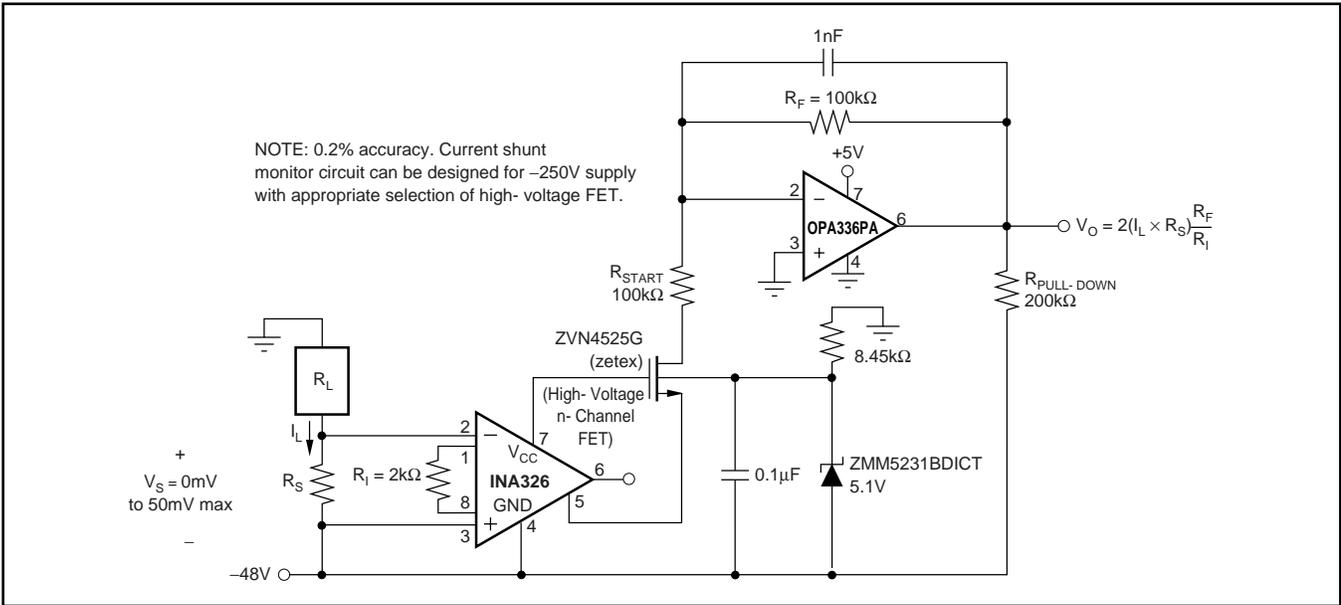 1nF
R_F = 100kΩ
NOTE: 0.2% accuracy. Current shunt
monitor circuit can be designed for –250V supply
with appropriate selection of high- voltage FET.
+5V
2
–
7
OPA336PA
6
3
+
4
V_O = 2(I_L × R_S) R_F
R_I
R_START
100kΩ
R_PULL- DOWN
200kΩ
ZVN4525G
(zetex)
8.45kΩ
R_L
(High- Voltage
n- Channel
FET)
I_L
2
–
7
V_CC
1
+
V_S = 0mV
to 50mV max
–
R_S
R_I = 2kΩ
INA326
6
8
GND
5
+
4
3
0.1μF
ZMM5231BDICT
5.1V
–48V